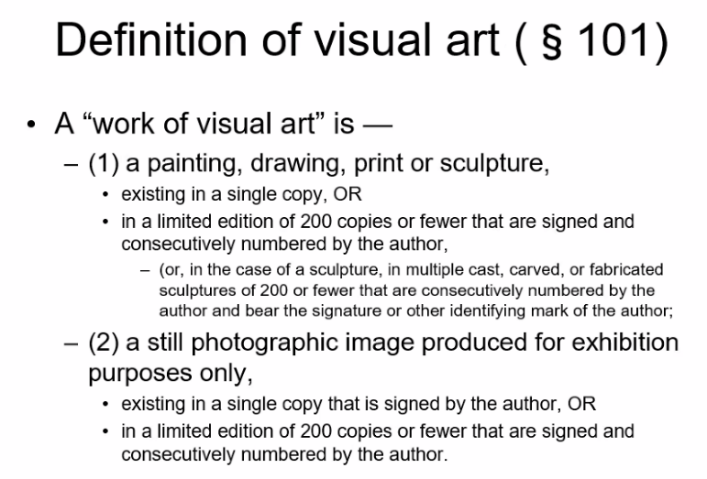 Definition of visual art ( § 101)
• A “work of visual art” is —
– (1) a painting, drawing, print or sculpture,
• existing in a single copy, OR
• in a limited edition of 200 copies or fewer that are signed and
consecutively numbered by the author,
– (or, in the case of a sculpture, in multiple cast, carved, or fabricated
sculptures of 200 or fewer that are consecutively numbered by the
author and bear the signature or other identifying mark of the author;
– (2) a still photographic image produced for exhibition
purposes only,
• existing in a single copy that is signed by the author, OR
• in a limited edition of 200 copies or fewer that are signed and
consecutively numbered by the author.